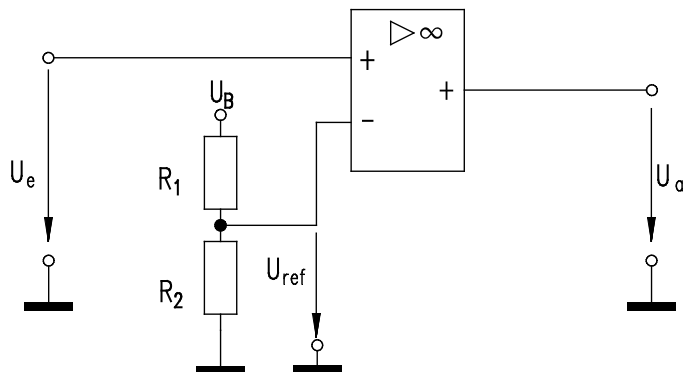 ▷ ∞
+
+
-
U_B
U_e
R_1
U_a
U_ref
R_2